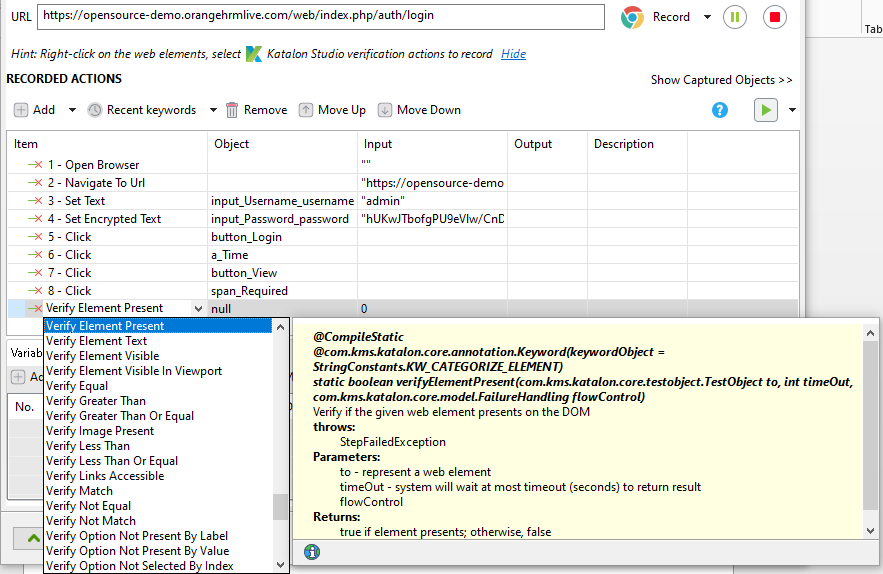 URL https://opensource-demo.orangehrmlive.com/web/index.php/auth/login Record
Tab
Hint: Right-click on the web elements, select Katalon Studio verification actions to record Hide
RECORDED ACTIONS
Show Captured Objects >>
Add Recent keywords Remove Move Up Move Down
Item Object Input Output Description
1 - Open Browser ""
2 - Navigate To Url "https://opensource-demo
3 - Set Text input_Username_username "admin"
4 - Set Encrypted Text input_Password_password "hUKwJTbofgPU9eVlw/CnD
5 - Click button_Login
6 - Click a_Time
7 - Click button_View
8 - Click span_Required
Verify Element Present null 0
Variab
No.
Verify Element Present
Verify Element Text
Verify Element Visible
Verify Element Visible In Viewport
Verify Equal
Verify Greater Than
Verify Greater Than Or Equal
Verify Image Present
Verify Less Than
Verify Less Than Or Equal
Verify Links Accessible
Verify Match
Verify Not Equal
Verify Not Match
Verify Option Not Present By Label
Verify Option Not Present By Value
Verify Option Not Selected By Index
@CompileStatic
@com.kms.katalon.core.annotation.Keyword(keywordObject =
StringConstants.KW_CATEGORIZE_ELEMENT)
static boolean verifyElementPresent(com.kms.katalon.core.testobject.TestObject to, int timeOut,
com.kms.katalon.core.model.FailureHandling flowControl)
Verify if the given web element presents on the DOM
throws:
StepFailedException
Parameters:
to - represent a web element
timeOut - system will wait at most timeout (seconds) to return result
flowControl
Returns:
true if element presents; otherwise, false